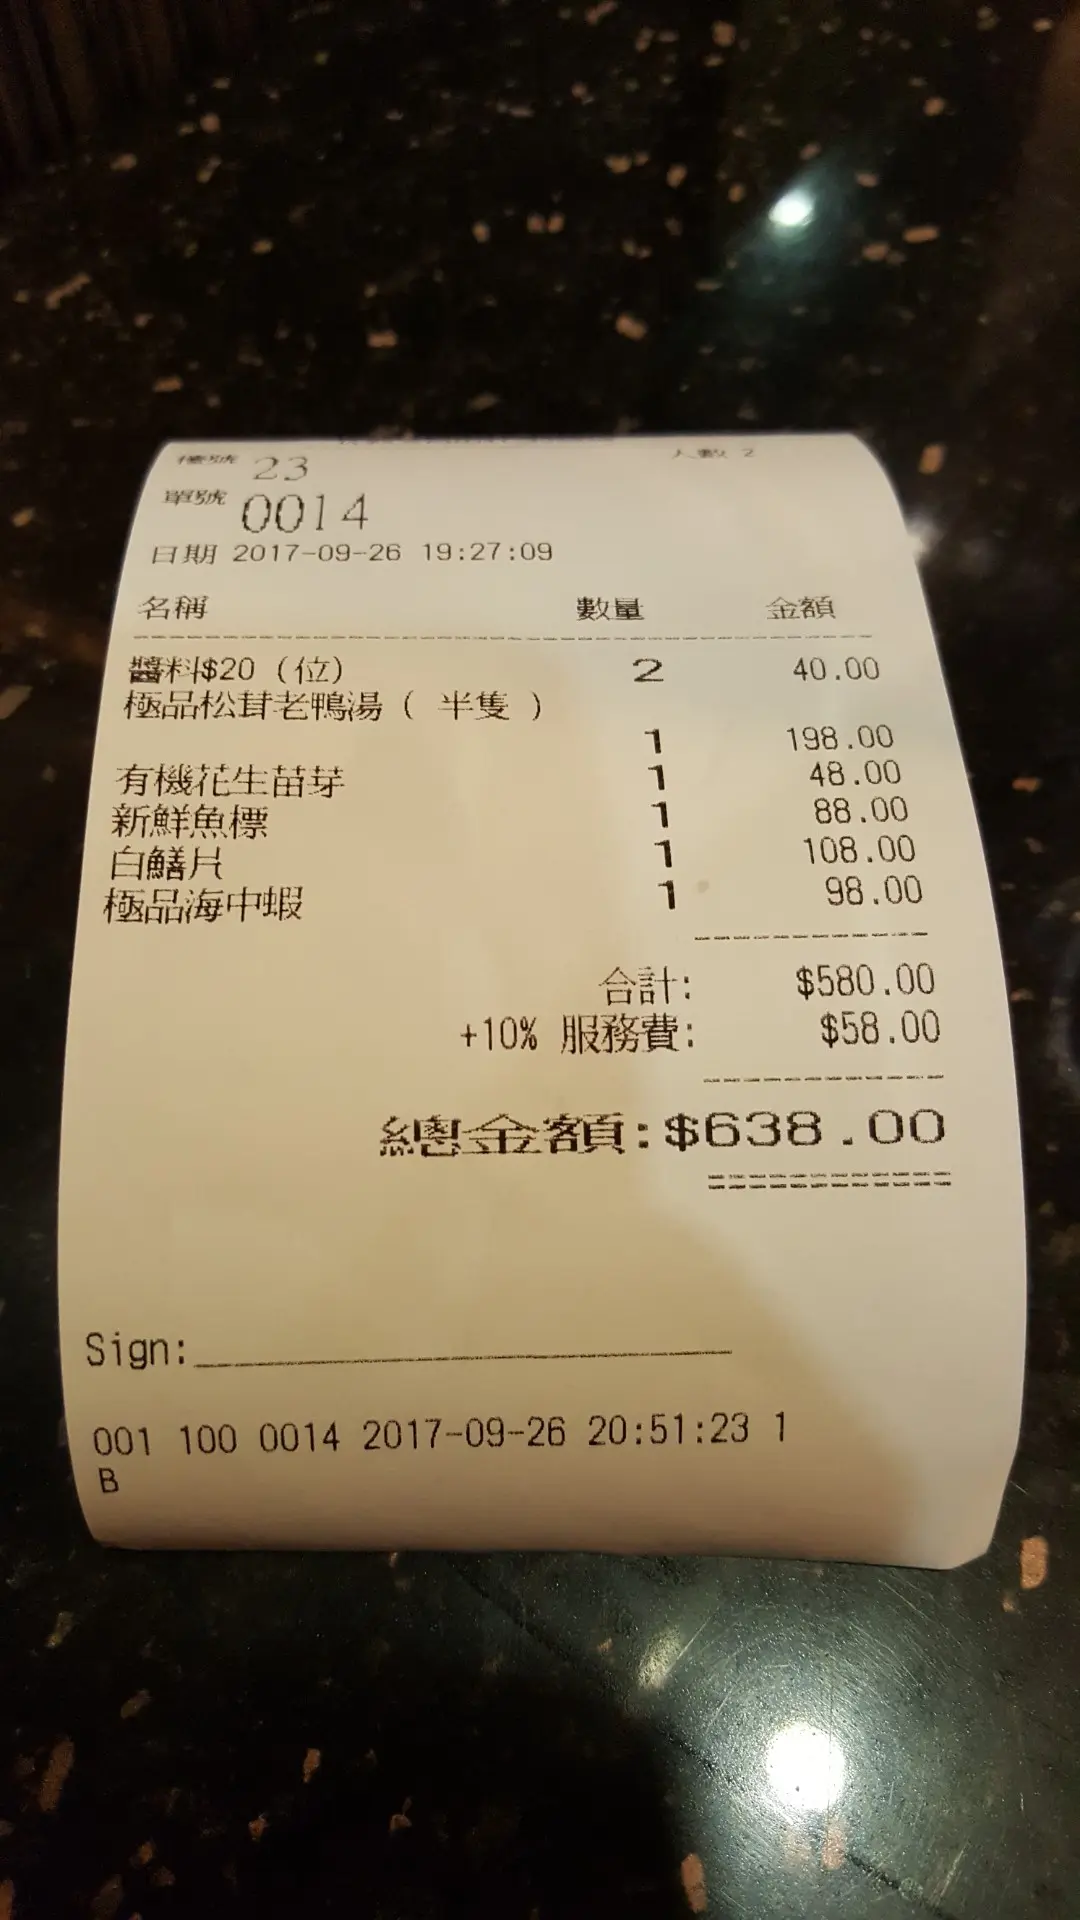 檯號 23 人數 2
單號 0014
日期 2017-09-26 19:27:09
名稱 數量 金額
醬料$20 (位) 2 40.00
極品松茸老鴨湯 ( 半隻 )
1 198.00
有機花生苗芽 1 48.00
新鮮魚標 1 88.00
白鱔片 1 108.00
極品海中蝦 1 98.00
合計: $580.00
+10% 服務費: $58.00
總金額:$638.00
Sign:
001 100 0014 2017-09-26 20:51:23 1
B